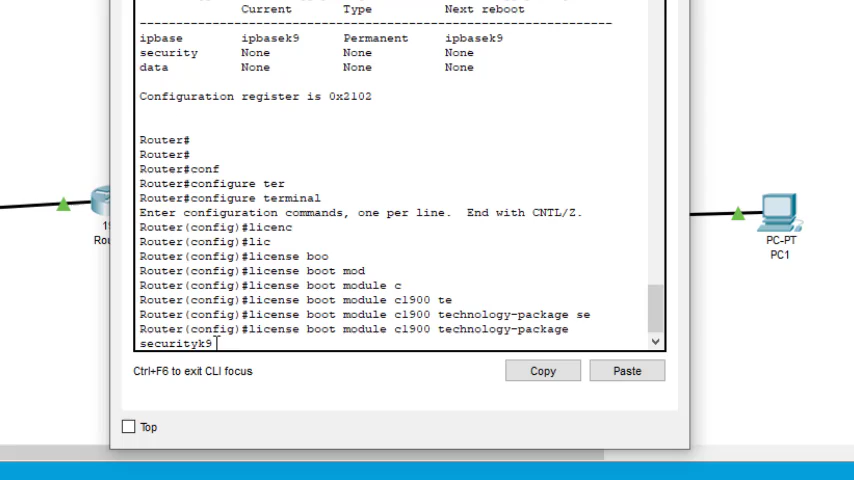 Current Type Next reboot
------------------------------------------------------------------
ipbase ipbasek9 Permanent ipbasek9
security None None None
data None None None
Configuration register is 0x2102
Router#
Router#
Router#conf
Router#configure ter
Router#configure terminal
Enter configuration commands, one per line. End with CNTL/Z.
Router(config)#licenc
Router(config)#lic
Router(config)#license boo
Router(config)#license boot mod
Router(config)#license boot module c
Router(config)#license boot module c1900 te
Router(config)#license boot module c1900 technology-package se
Router(config)#license boot module c1900 technology-package
securityk9
Ctrl+F6 to exit CLI focus
Copy
Paste
Top
19
Rou
PC-PT
PC1